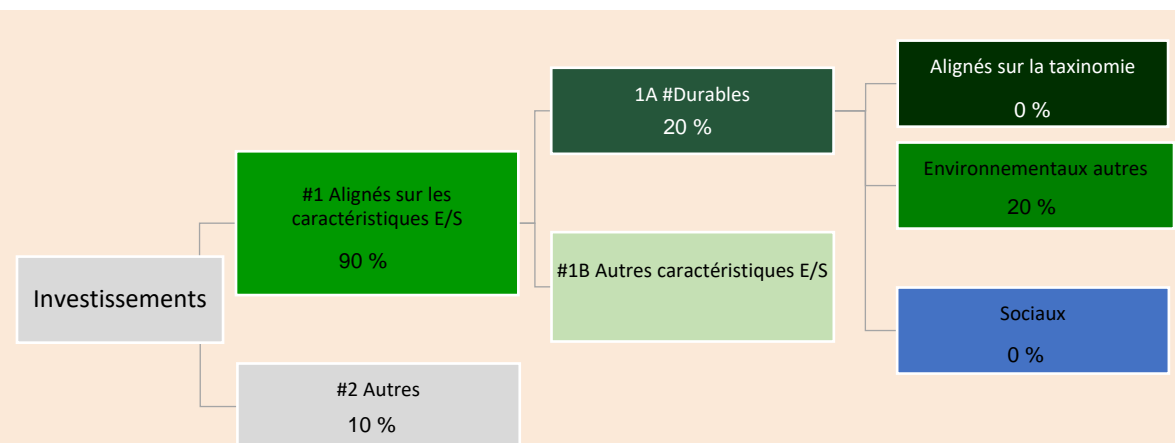 Investissements
#1 Alignés sur les
caractéristiques E/S
90 %
#2 Autres
10 %
1A #Durables
20 %
#1B Autres caractéristiques E/S
Alignés sur la taxinomie
0 %
Environnementaux autres
20 %
Sociaux
0 %